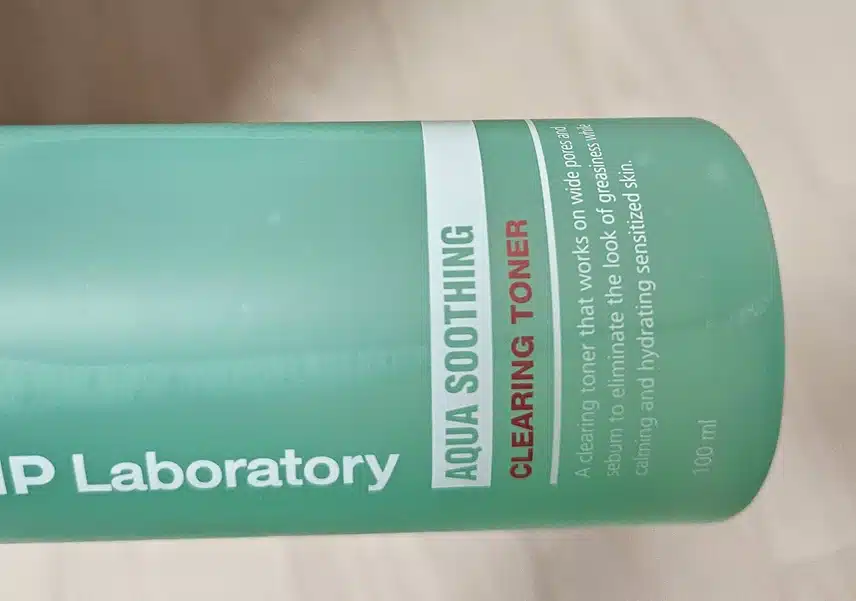 IP Laboratory
AQUA SOOTHING
CLEARING TONER
A clearing toner that works on wide pores and
sebum to eliminate the look of greasiness while
calming and hydrating sensitized skin.
100 ml